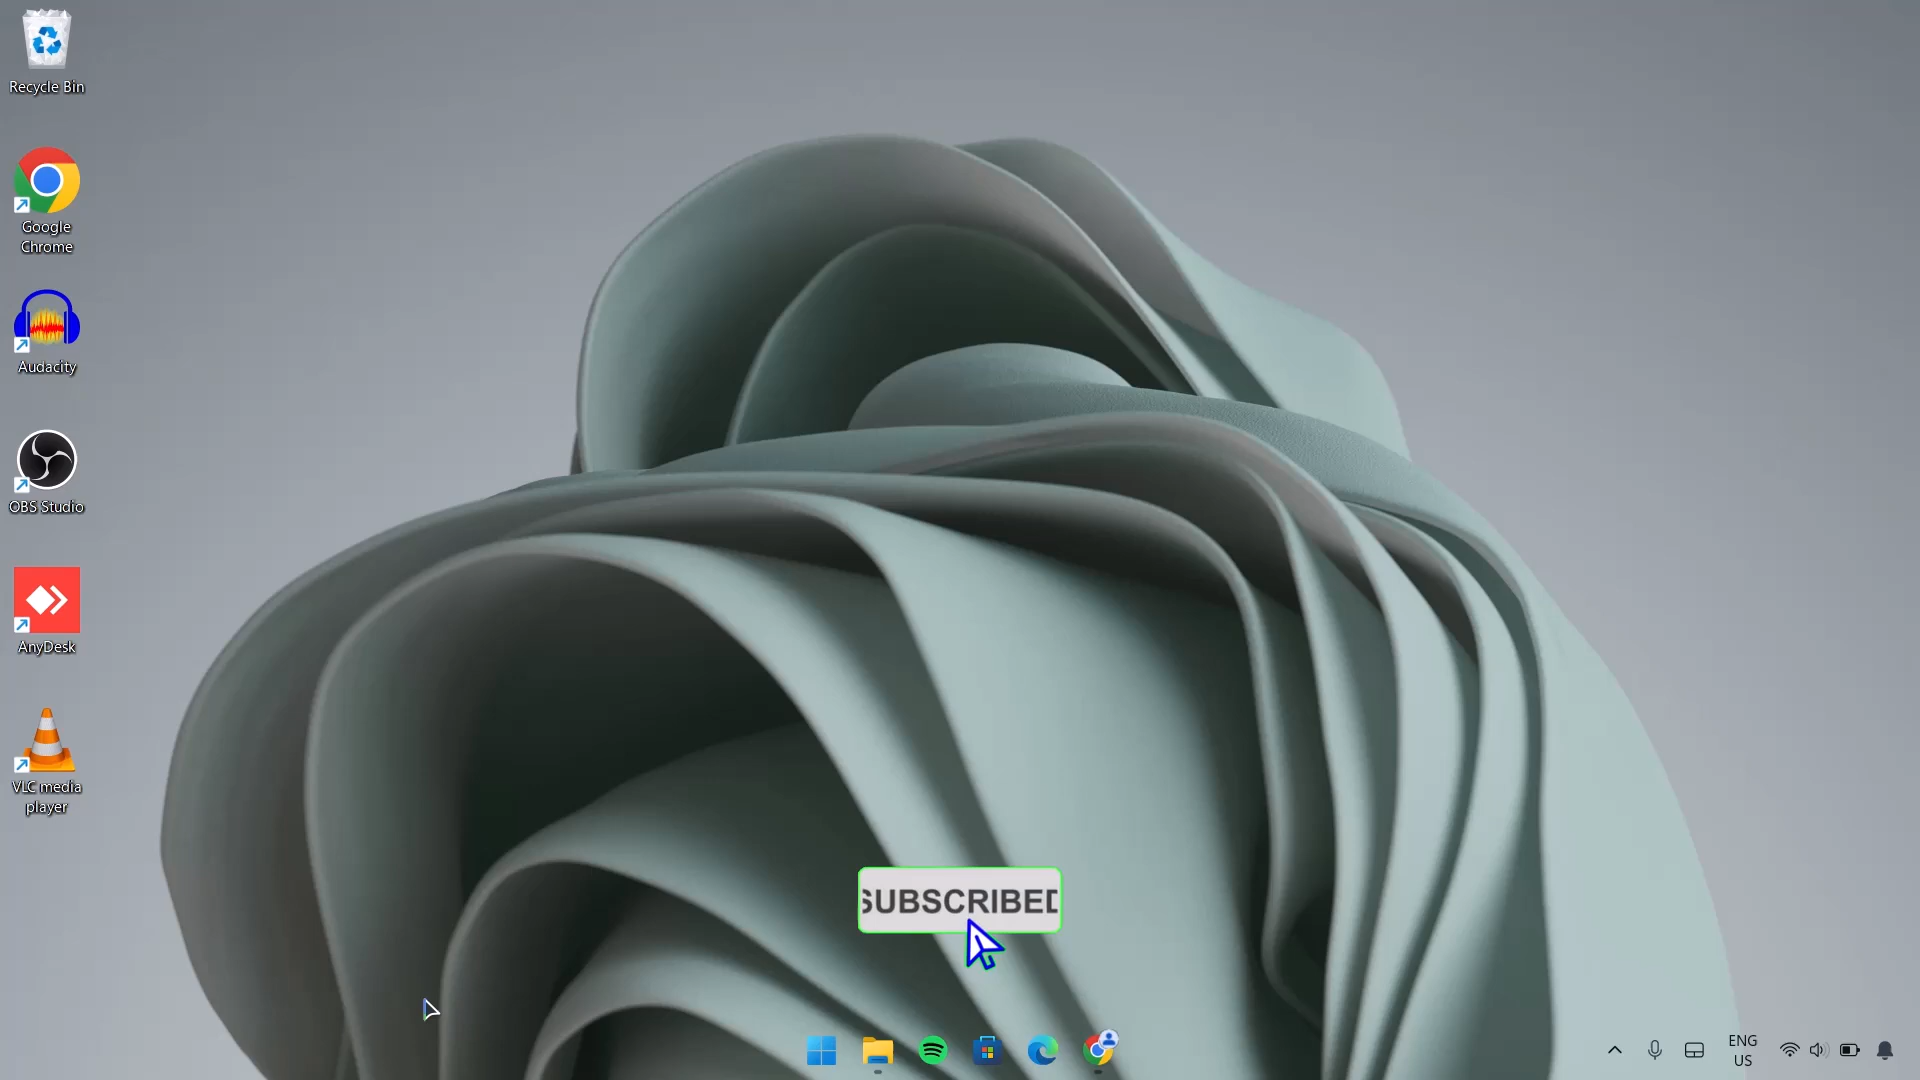 Recycle Bin
Google
Chrome
Audacity
OBS Studio
AnyDesk
VLC media
player
SUBSCRIBED
ENG
US